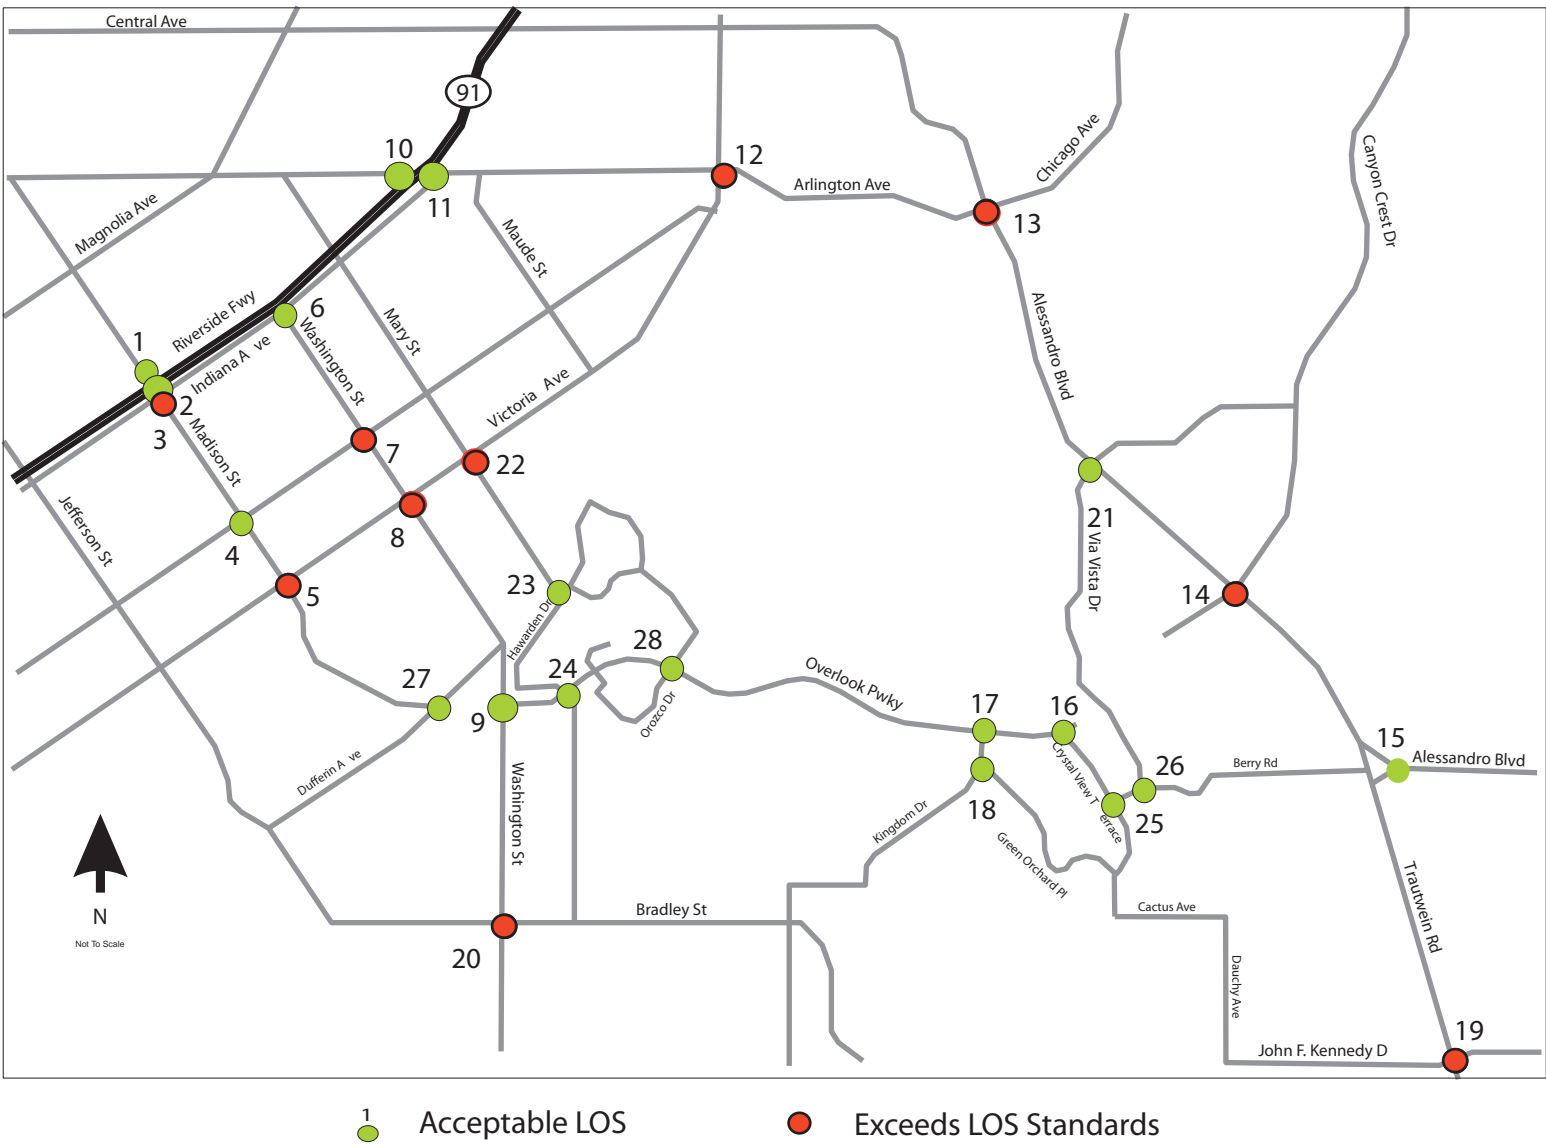 Central Ave
91
10
12
Arlington Ave
Chicago Ave
Canyon Crest Dr
11
13
Magnolia Ave
Maude St
Riverside Fwy
6
1
Indiana A ve
Washington St
Mary St
Alessandro Blvd
2
3
Madison St
Victoria Ave
7
22
Jefferson St
4
8
21
Via Vista Dr
5
23
14
Hawarden Dr
28
27
24
Overlook Pwky
9
Orozco Dr
17
16
15
Alessandro Blvd
Crystal View T errace
26
Berry Rd
Dufferin A ve
Washington St
18
25
Kingdom Dr
Green Orchard Pl
Trautwein Rd
N
Not To Scale
Bradley St
Cactus Ave
20
Dauchy Ave
19
John F. Kennedy D
1
Acceptable LOS
Exceeds LOS Standards